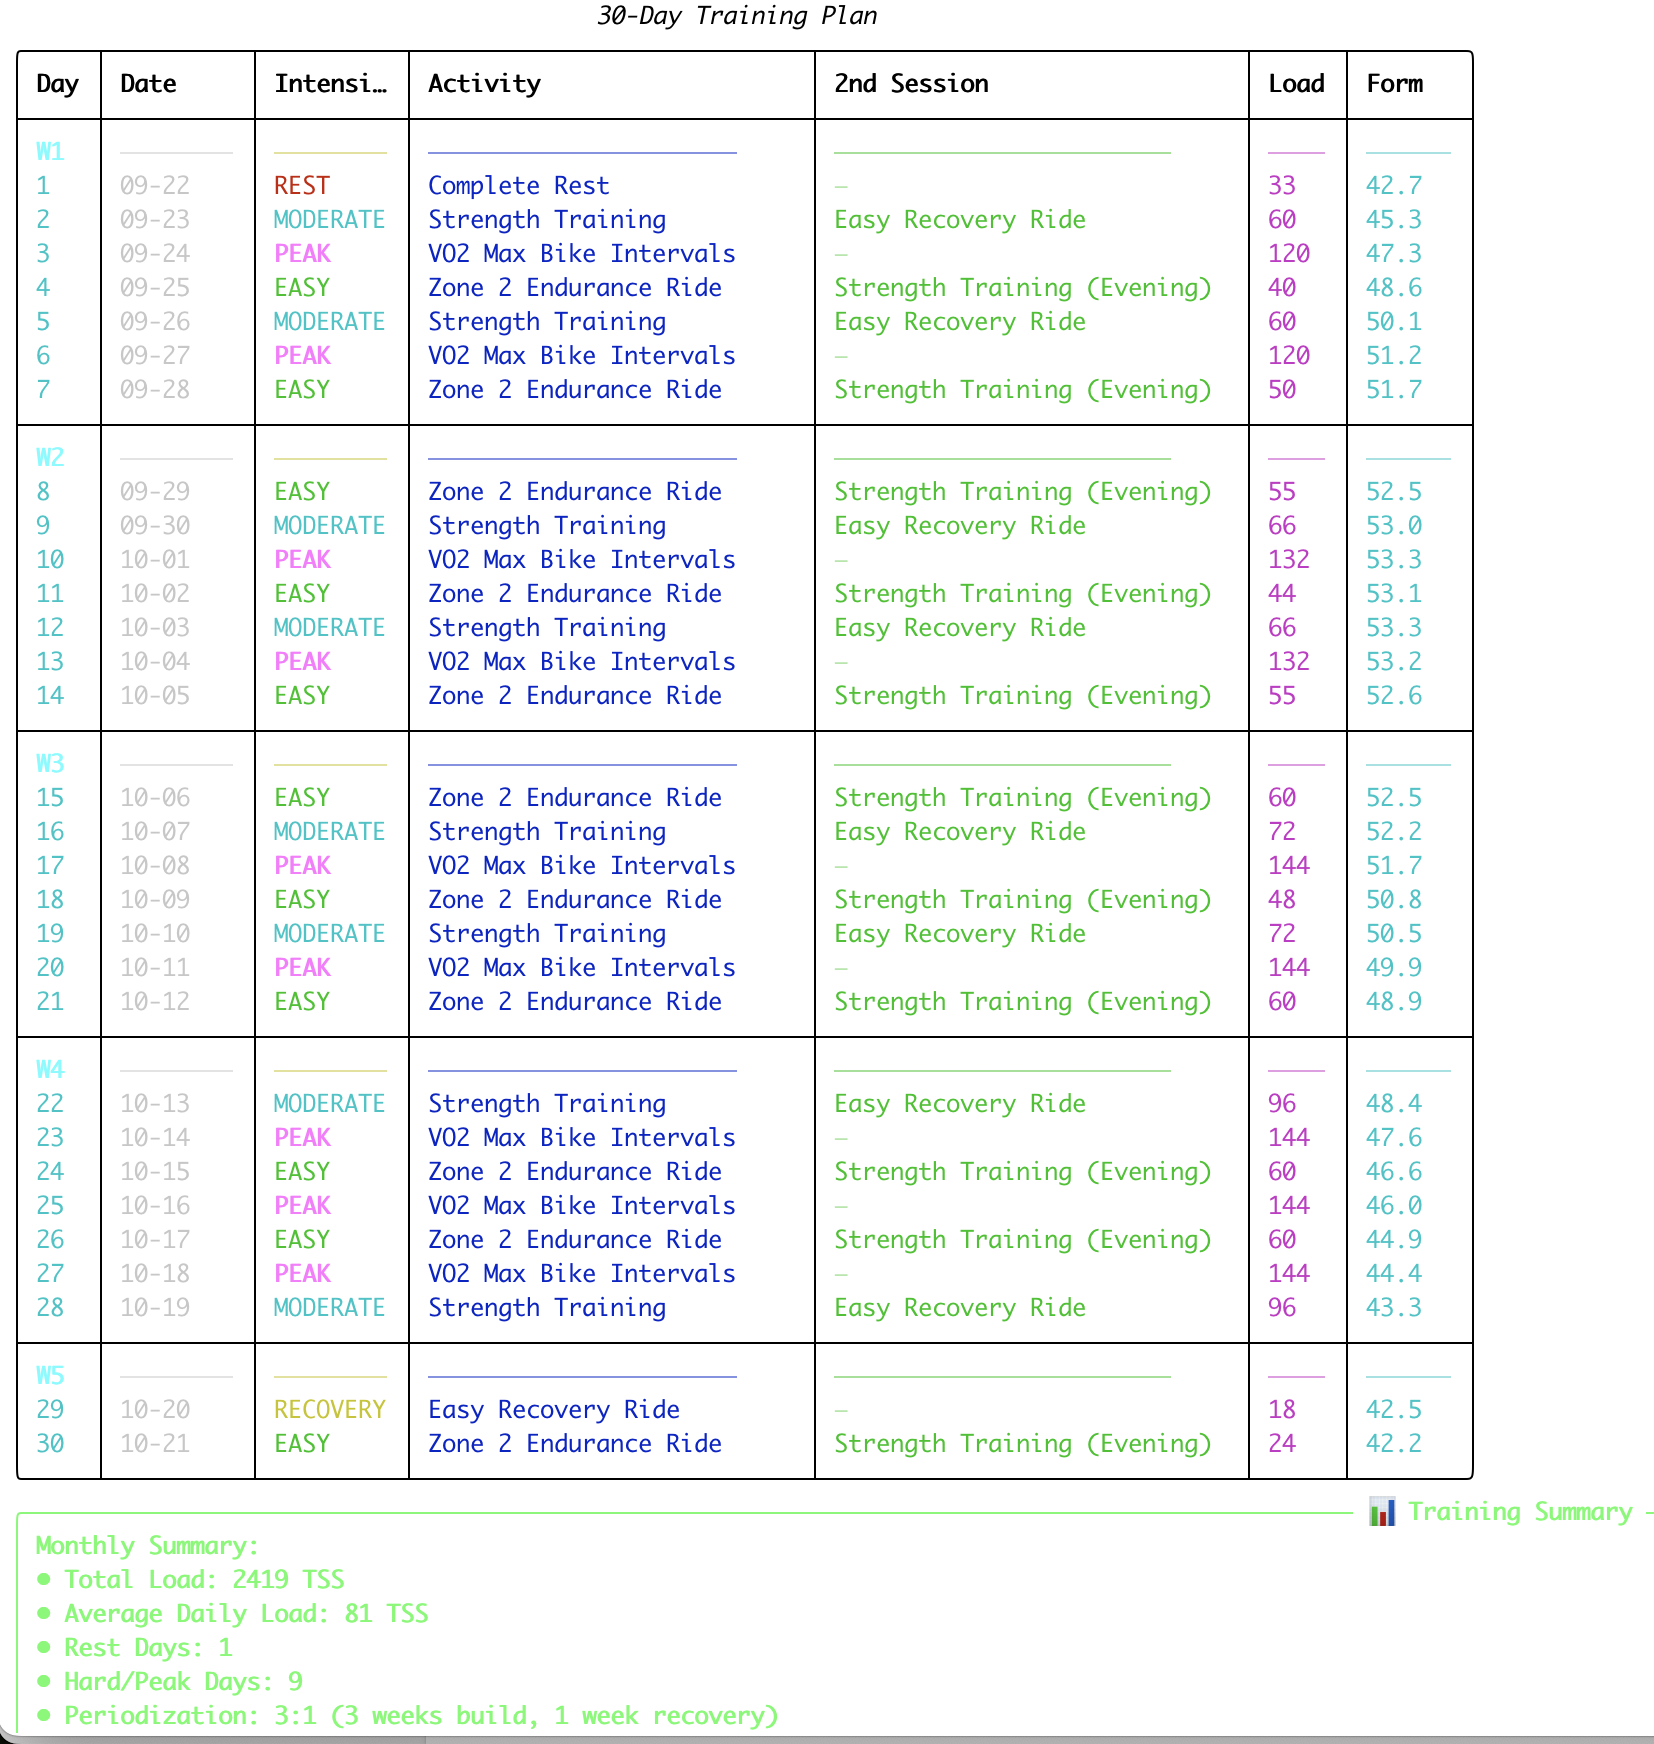 30-Day Training Plan
Day Date Intensi… Activity 2nd Session Load Form
W1
1 09-22 REST Complete Rest — 33 42.7
2 09-23 MODERATE Strength Training Easy Recovery Ride 60 45.3
3 09-24 PEAK VO2 Max Bike Intervals — 120 47.3
4 09-25 EASY Zone 2 Endurance Ride Strength Training (Evening) 40 48.6
5 09-26 MODERATE Strength Training Easy Recovery Ride 60 50.1
6 09-27 PEAK VO2 Max Bike Intervals — 120 51.2
7 09-28 EASY Zone 2 Endurance Ride Strength Training (Evening) 50 51.7
W2
8 09-29 EASY Zone 2 Endurance Ride Strength Training (Evening) 55 52.5
9 09-30 MODERATE Strength Training Easy Recovery Ride 66 53.0
10 10-01 PEAK VO2 Max Bike Intervals — 132 53.3
11 10-02 EASY Zone 2 Endurance Ride Strength Training (Evening) 44 53.1
12 10-03 MODERATE Strength Training Easy Recovery Ride 66 53.3
13 10-04 PEAK VO2 Max Bike Intervals — 132 53.2
14 10-05 EASY Zone 2 Endurance Ride Strength Training (Evening) 55 52.6
W3
15 10-06 EASY Zone 2 Endurance Ride Strength Training (Evening) 60 52.5
16 10-07 MODERATE Strength Training Easy Recovery Ride 72 52.2
17 10-08 PEAK VO2 Max Bike Intervals — 144 51.7
18 10-09 EASY Zone 2 Endurance Ride Strength Training (Evening) 48 50.8
19 10-10 MODERATE Strength Training Easy Recovery Ride 72 50.5
20 10-11 PEAK VO2 Max Bike Intervals — 144 49.9
21 10-12 EASY Zone 2 Endurance Ride Strength Training (Evening) 60 48.9
W4
22 10-13 MODERATE Strength Training Easy Recovery Ride 96 48.4
23 10-14 PEAK VO2 Max Bike Intervals — 144 47.6
24 10-15 EASY Zone 2 Endurance Ride Strength Training (Evening) 60 46.6
25 10-16 PEAK VO2 Max Bike Intervals — 144 46.0
26 10-17 EASY Zone 2 Endurance Ride Strength Training (Evening) 60 44.9
27 10-18 PEAK VO2 Max Bike Intervals — 144 44.4
28 10-19 MODERATE Strength Training Easy Recovery Ride 96 43.3
W5
29 10-20 RECOVERY Easy Recovery Ride — 18 42.5
30 10-21 EASY Zone 2 Endurance Ride Strength Training (Evening) 24 42.2
📊 Training Summary
Monthly Summary:
• Total Load: 2419 TSS
• Average Daily Load: 81 TSS
• Rest Days: 1
• Hard/Peak Days: 9
• Periodization: 3:1 (3 weeks build, 1 week recovery)